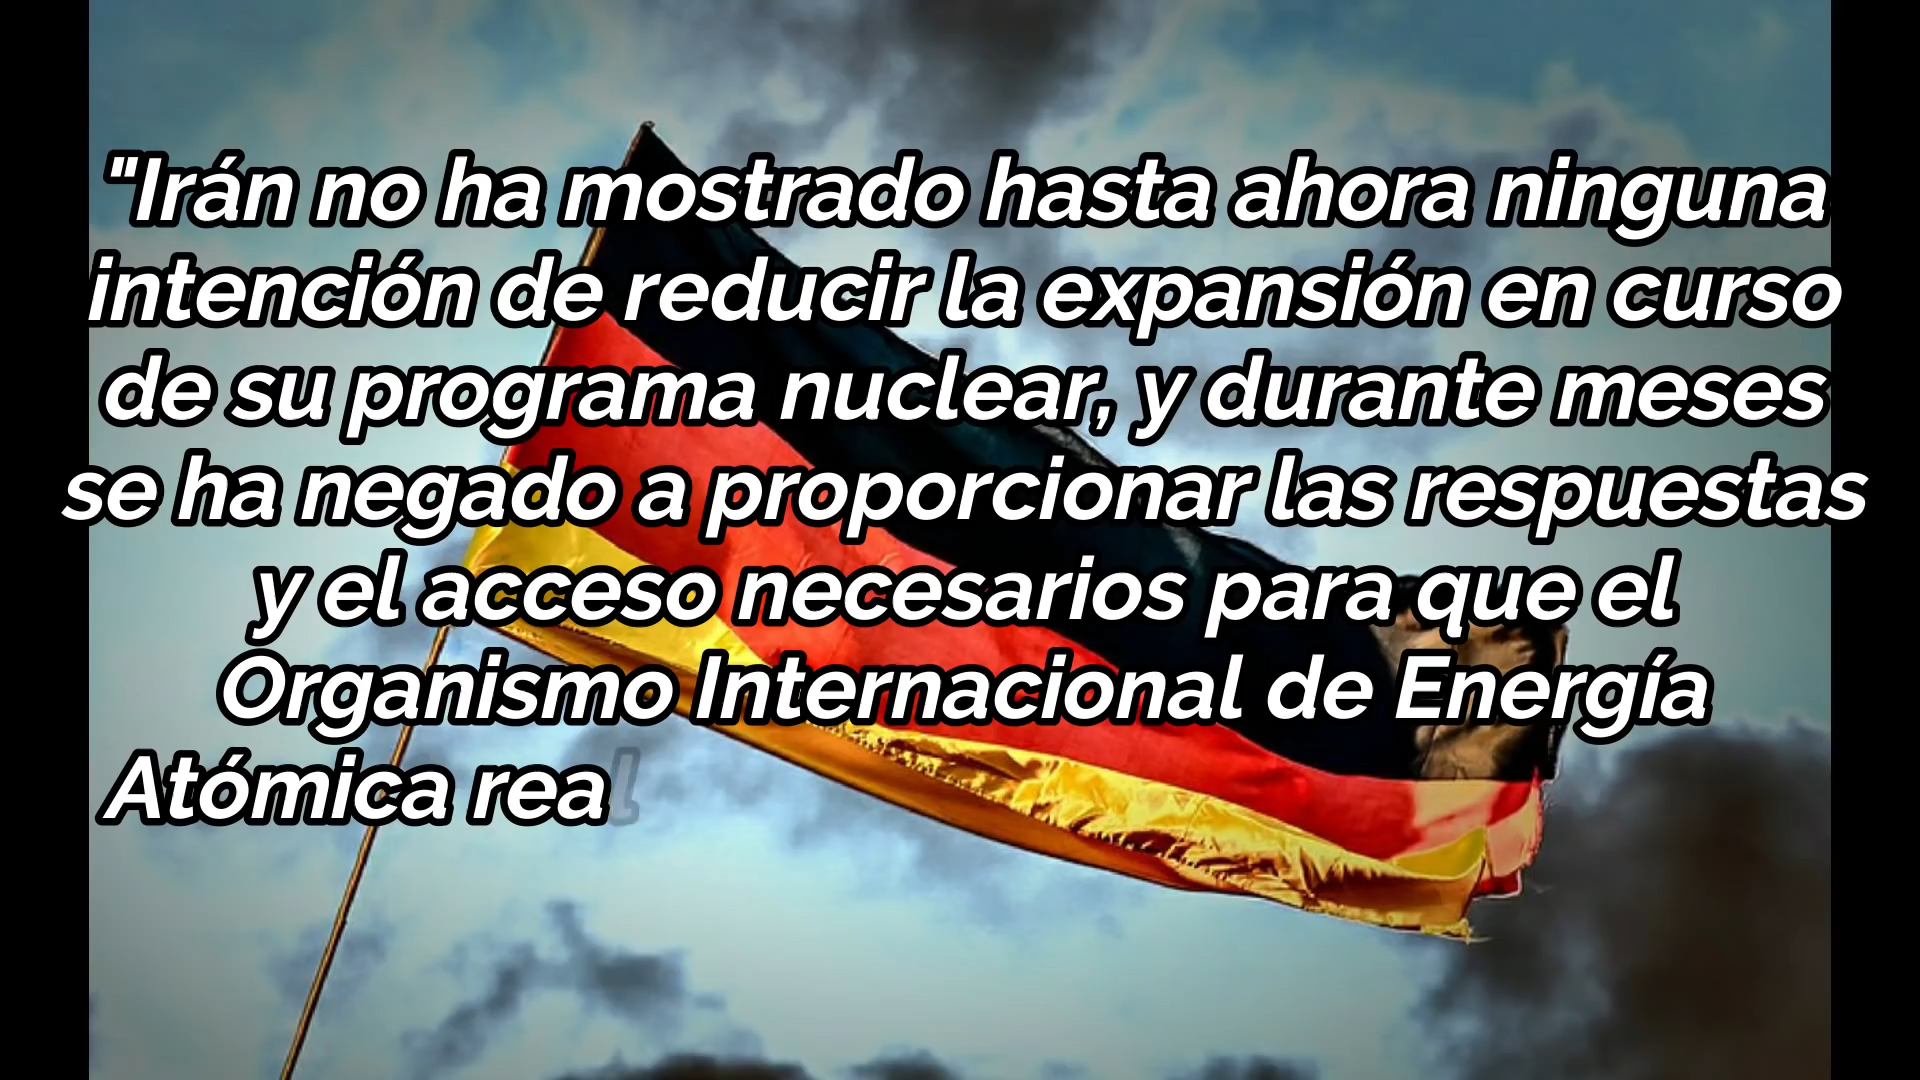 "Irán no ha mostrado hasta ahora ninguna
intención de reducir la expansión en curso
de su programa nuclear, y durante meses
se ha negado a proporcionar las respuestas
y el acceso necesarios para que el
Organismo Internacional de Energía
Atómica real